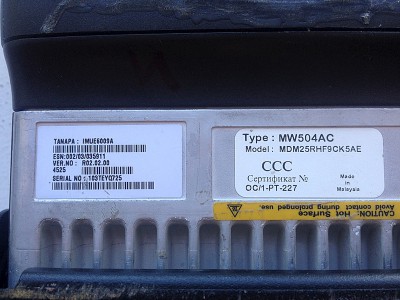 TANAPA : IMUE6009A
ESN:002/03/035911
VER.NO : R02.02.00
4525
SERIAL NO : .103TEYQ725
Type : MW504AC
Model : MDM25RHF9CK5AE
CCC
Сертификат №
OC/1-PT-227
Made in Malaysia
CAUTION: Hot Surface
Avoid contact
during prolonged use.